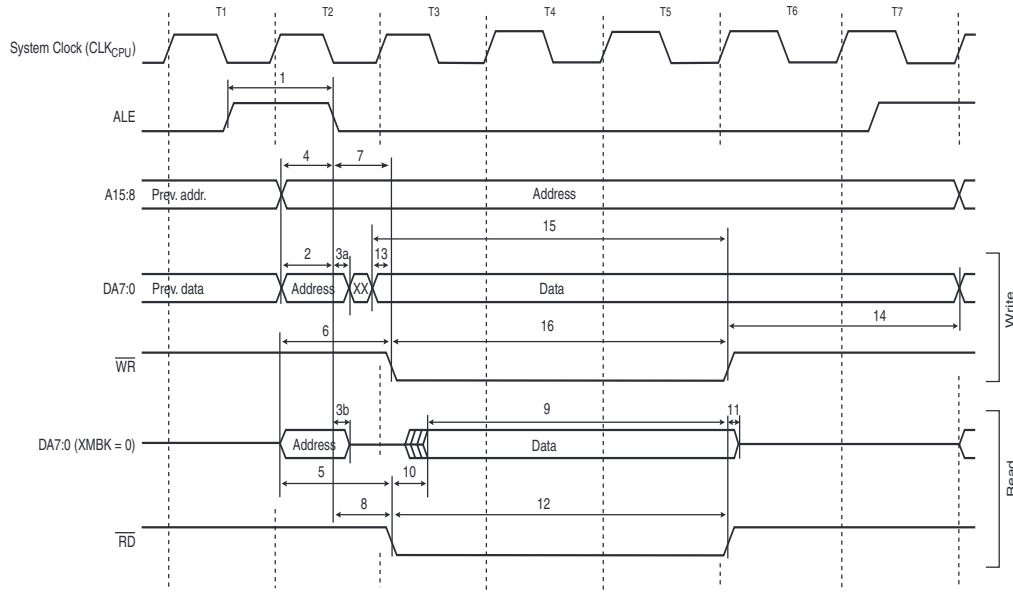 T1 T2 T3 T4 T5 T6 T7
System Clock (CLKCPU)
1
ALE
4 7
A15:8 Prev. addr. Address
15
2 3a 13
DA7:0 Prev. data Address XX Data
14
6 16
WR
Write
3b 9 11
DA7:0 (XMBK = 0) Address Data
5 10
8 12
RD
Read